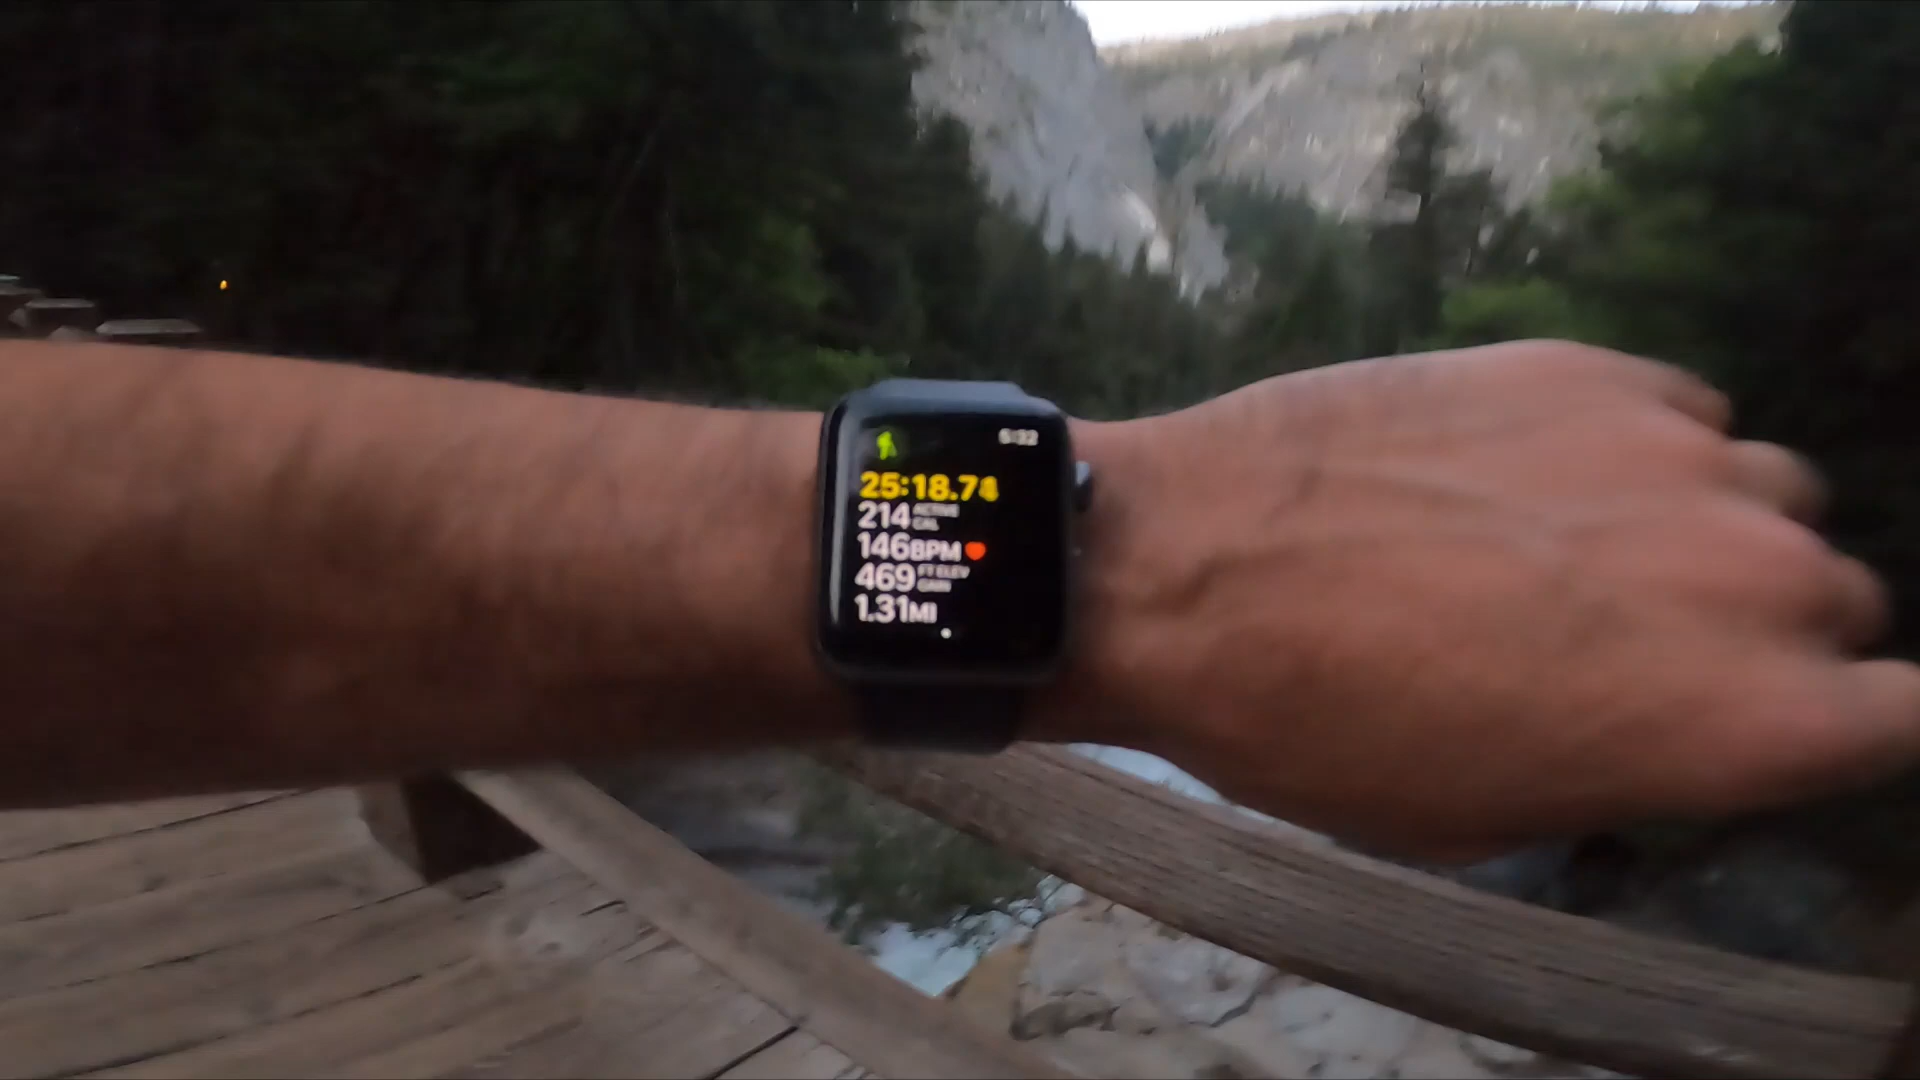 5:32
25:18.74
214 ACTIVE CAL
146BPM
469 FT ELEV GAIN
1.31MI